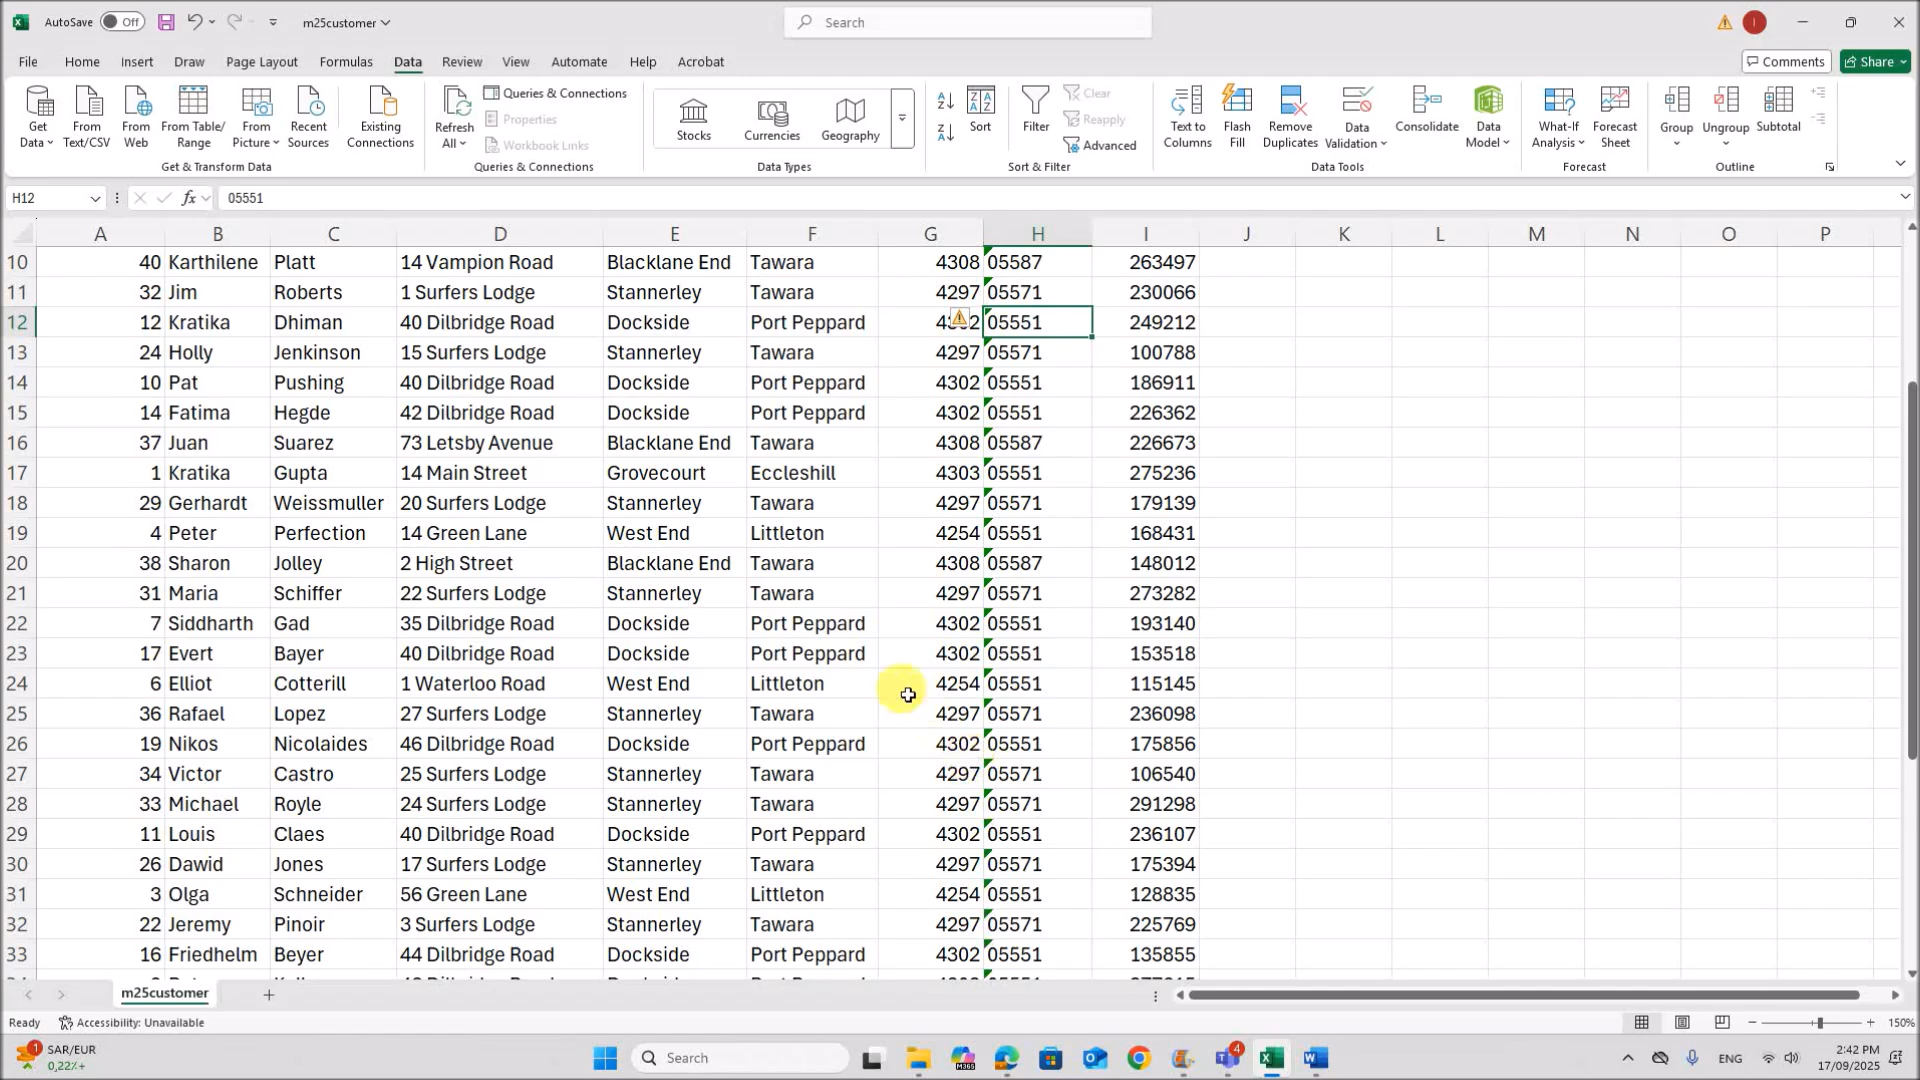 AutoSave Off m25customer Search
File Home Insert Draw Page Layout Formulas Data Review View Automate Help Acrobat Comments Share
Get Data From Text/CSV From Web From Table/ Range From Picture Recent Sources Existing Connections
Get & Transform Data
Refresh All Queries & Connections Properties Workbook Links
Queries & Connections
Stocks Currencies Geography
Data Types
Sort Filter Clear Reapply Advanced
Sort & Filter
Text to Columns Flash Fill Remove Duplicates Data Validation Consolidate Data Model
Data Tools
What-If Analysis Forecast Sheet
Forecast
Group Ungroup Subtotal
Outline
H12 fx 05551
A B C D E F G H I J K L M N O P
10 40 Karthilene Platt 14 Vampion Road Blacklane End Tawara 4308 05587 263497
11 32 Jim Roberts 1 Surfers Lodge Stannerley Tawara 4297 05571 230066
12 12 Kratika Dhiman 40 Dilbridge Road Dockside Port Peppard 05551 249212
13 24 Holly Jenkinson 15 Surfers Lodge Stannerley Tawara 4297 05571 100788
14 10 Pat Pushing 40 Dilbridge Road Dockside Port Peppard 4302 05551 186911
15 14 Fatima Hegde 42 Dilbridge Road Dockside Port Peppard 4302 05551 226362
16 37 Juan Suarez 73 Letsby Avenue Blacklane End Tawara 4308 05587 226673
17 1 Kratika Gupta 14 Main Street Grovecourt Eccleshill 4303 05551 275236
18 29 Gerhardt Weissmuller 20 Surfers Lodge Stannerley Tawara 4297 05571 179139
19 4 Peter Perfection 14 Green Lane West End Littleton 4254 05551 168431
20 38 Sharon Jolley 2 High Street Blacklane End Tawara 4308 05587 148012
21 31 Maria Schiffer 22 Surfers Lodge Stannerley Tawara 4297 05571 273282
22 7 Siddharth Gad 35 Dilbridge Road Dockside Port Peppard 4302 05551 193140
23 17 Evert Bayer 40 Dilbridge Road Dockside Port Peppard 4302 05551 153518
24 6 Elliot Cotterill 1 Waterloo Road West End Littleton 4254 05551 115145
25 36 Rafael Lopez 27 Surfers Lodge Stannerley Tawara 4297 05571 236098
26 19 Nikos Nicolaides 46 Dilbridge Road Dockside Port Peppard 4302 05551 175856
27 34 Victor Castro 25 Surfers Lodge Stannerley Tawara 4297 05571 106540
28 33 Michael Royle 24 Surfers Lodge Stannerley Tawara 4297 05571 291298
29 11 Louis Claes 40 Dilbridge Road Dockside Port Peppard 4302 05551 236107
30 26 Dawid Jones 17 Surfers Lodge Stannerley Tawara 4297 05571 175394
31 3 Olga Schneider 56 Green Lane West End Littleton 4254 05551 128835
32 22 Jeremy Pinoir 3 Surfers Lodge Stannerley Tawara 4297 05571 225769
33 16 Friedhelm Beyer 44 Dilbridge Road Dockside Port Peppard 4302 05551 135855
m25customer
Ready Accessibility: Unavailable 150%
SAR/EUR
0,22%
Search
ENG
2:42 PM
17/09/2025